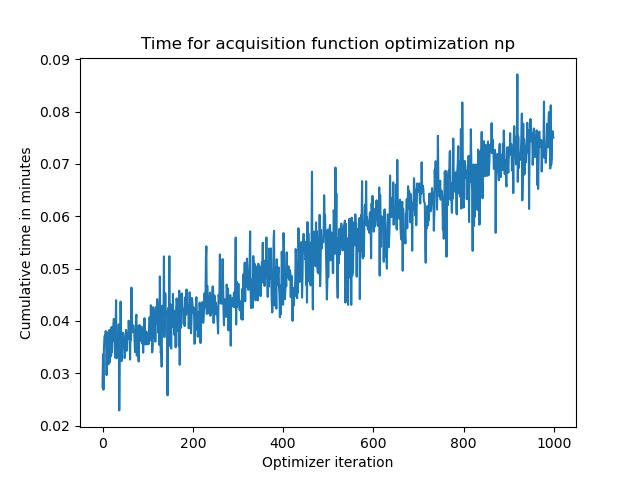 Time for acquisition function optimization np
Cumulative time in minutes
0.09
0.08
0.07
0.06
0.05
0.04
0.03
0.02
0 200 400 600 800 1000
Optimizer iteration